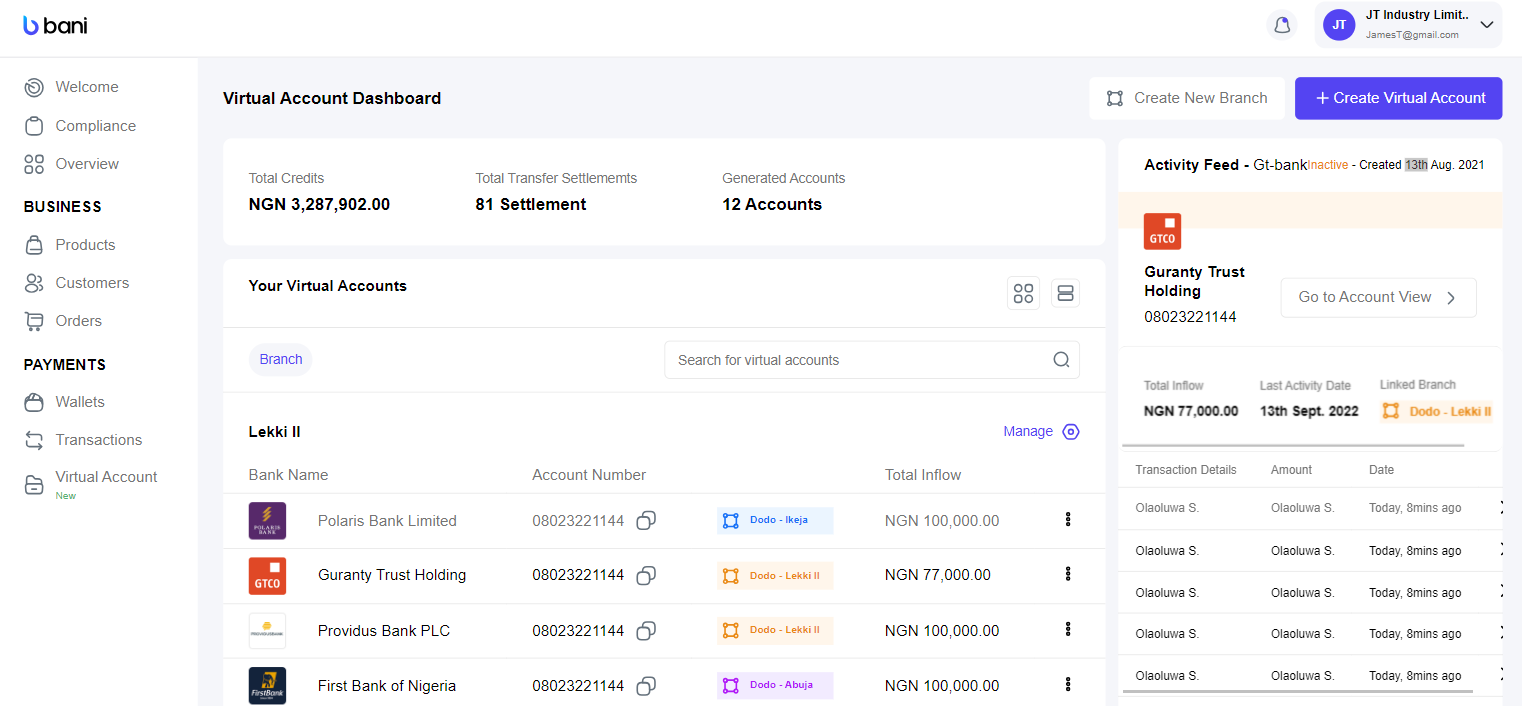 bani
JT
JT Industry Limit..
JamesT@gmail.com
Welcome
Compliance
Overview
BUSINESS
Products
Customers
Orders
PAYMENTS
Wallets
Transactions
Virtual Account
New
Virtual Account Dashboard
Create New Branch
+ Create Virtual Account
Total Credits
NGN 3,287,902.00
Total Transfer Settlememts
81 Settlement
Generated Accounts
12 Accounts
Your Virtual Accounts
Branch
Search for virtual accounts
Lekki II
Manage
Bank Name Account Number Total Inflow
POLARIS BANK Polaris Bank Limited 08023221144 Dodo - Ikeja NGN 100,000.00
GTCO Guranty Trust Holding 08023221144 Dodo - Lekki II NGN 77,000.00
PROVIDUSBANK Providus Bank PLC 08023221144 Dodo - Lekki II NGN 100,000.00
FirstBank First Bank of Nigeria 08023221144 Dodo - Abuja NGN 100,000.00
Activity Feed - Gt-bankInactive - Created 13th Aug. 2021
GTCO
Guranty Trust
Holding
08023221144
Go to Account View
Total Inflow Last Activity Date Linked Branch
NGN 77,000.00 13th Sept. 2022 Dodo - Lekki II
Transaction Details Amount Date
Olaoluwa S. Olaoluwa S. Today, 8mins ago
Olaoluwa S. Olaoluwa S. Today, 8mins ago
Olaoluwa S. Olaoluwa S. Today, 8mins ago
Olaoluwa S. Olaoluwa S. Today, 8mins ago
Olaoluwa S. Olaoluwa S. Today, 8mins ago